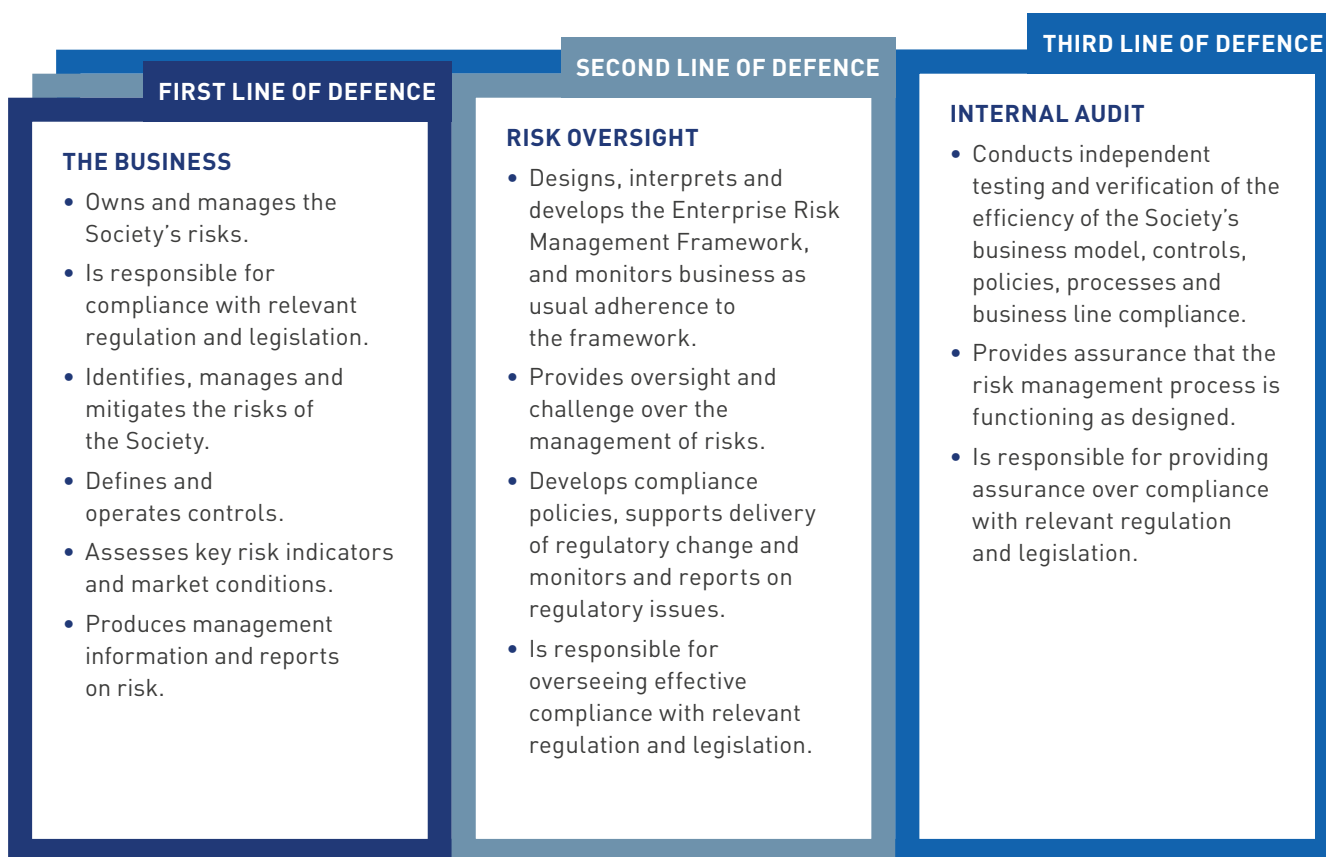 FIRST LINE OF DEFENCE
THE BUSINESS
• Owns and manages the
Society’s risks.
• Is responsible for
compliance with relevant
regulation and legislation.
• Identifies, manages and
mitigates the risks of
the Society.
• Defines and
operates controls.
• Assesses key risk indicators
and market conditions.
• Produces management
information and reports
on risk.
SECOND LINE OF DEFENCE
RISK OVERSIGHT
• Designs, interprets and
develops the Enterprise Risk
Management Framework,
and monitors business as
usual adherence to
the framework.
• Provides oversight and
challenge over the
management of risks.
• Develops compliance
policies, supports delivery
of regulatory change and
monitors and reports on
regulatory issues.
• Is responsible for
overseeing effective
compliance with relevant
regulation and legislation.
THIRD LINE OF DEFENCE
INTERNAL AUDIT
• Conducts independent
testing and verification of the
efficiency of the Society’s
business model, controls,
policies, processes and
business line compliance.
• Provides assurance that the
risk management process is
functioning as designed.
• Is responsible for providing
assurance over compliance
with relevant regulation
and legislation.